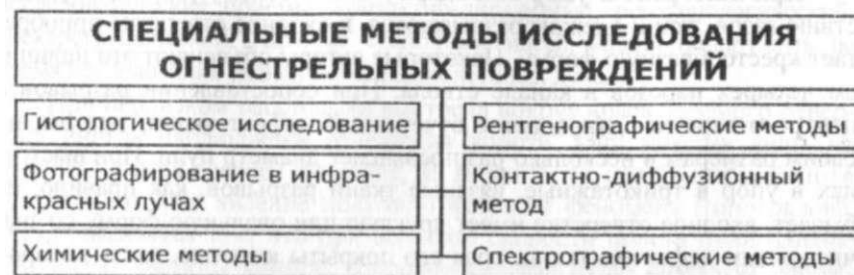 СПЕЦИАЛЬНЫЕ МЕТОДЫ ИССЛЕДОВАНИЯ
ОГНЕСТРЕЛЬНЫХ ПОВРЕЖДЕНИЙ
Гистологическое исследование
Рентгенографические методы
Фотографирование в инфра-
красных лучах
Контактно-диффузионный
метод
Химические методы
Спектрографические методы